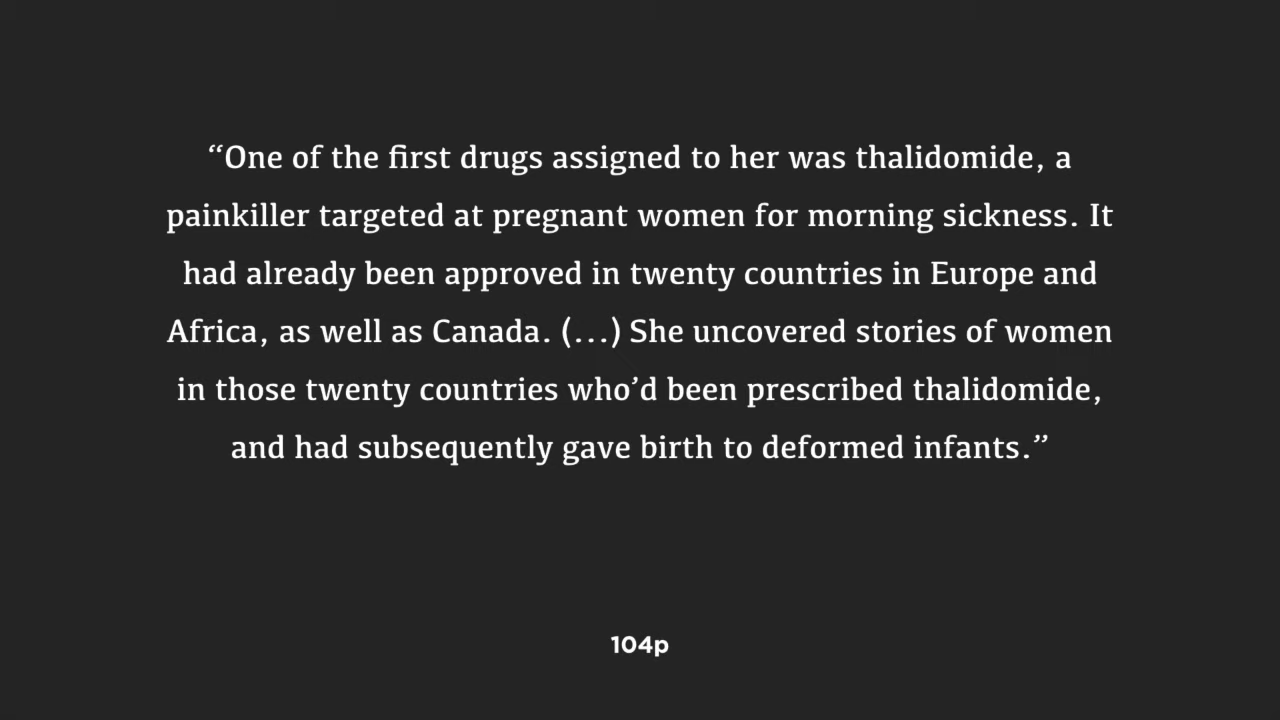 “One of the first drugs assigned to her was thalidomide, a
painkiller targeted at pregnant women for morning sickness. It
had already been approved in twenty countries in Europe and
Africa, as well as Canada. (...) She uncovered stories of women
in those twenty countries who’d been prescribed thalidomide,
and had subsequently gave birth to deformed infants.”
104p